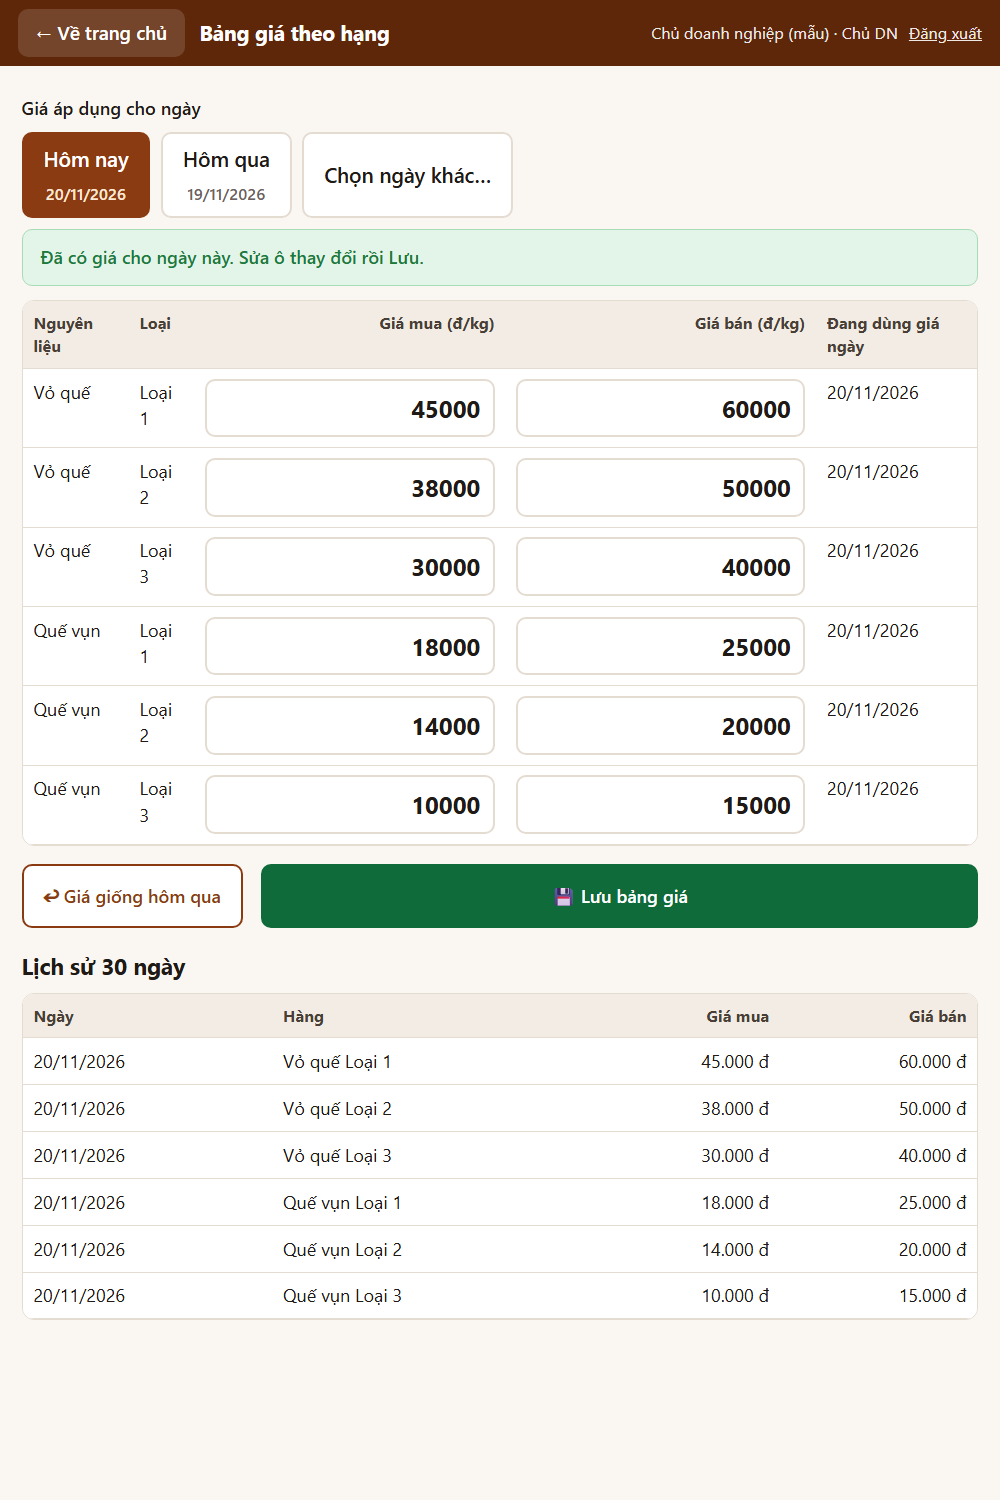 ← Về trang chủ
Bảng giá theo hạng
Chủ doanh nghiệp (mẫu) · Chủ DN Đăng xuất
Giá áp dụng cho ngày
Hôm nay
20/11/2026
Hôm qua
19/11/2026
Chọn ngày khác...
Đã có giá cho ngày này. Sửa ô thay đổi rồi Lưu.
Nguyên liệu Loại Giá mua (đ/kg) Giá bán (đ/kg) Đang dùng giá ngày
Vỏ quế Loại 1 45000 60000 20/11/2026
Vỏ quế Loại 2 38000 50000 20/11/2026
Vỏ quế Loại 3 30000 40000 20/11/2026
Quế vụn Loại 1 18000 25000 20/11/2026
Quế vụn Loại 2 14000 20000 20/11/2026
Quế vụn Loại 3 10000 15000 20/11/2026
↩ Giá giống hôm qua
💾 Lưu bảng giá
Lịch sử 30 ngày
Ngày Hàng Giá mua Giá bán
20/11/2026 Vỏ quế Loại 1 45.000 đ 60.000 đ
20/11/2026 Vỏ quế Loại 2 38.000 đ 50.000 đ
20/11/2026 Vỏ quế Loại 3 30.000 đ 40.000 đ
20/11/2026 Quế vụn Loại 1 18.000 đ 25.000 đ
20/11/2026 Quế vụn Loại 2 14.000 đ 20.000 đ
20/11/2026 Quế vụn Loại 3 10.000 đ 15.000 đ